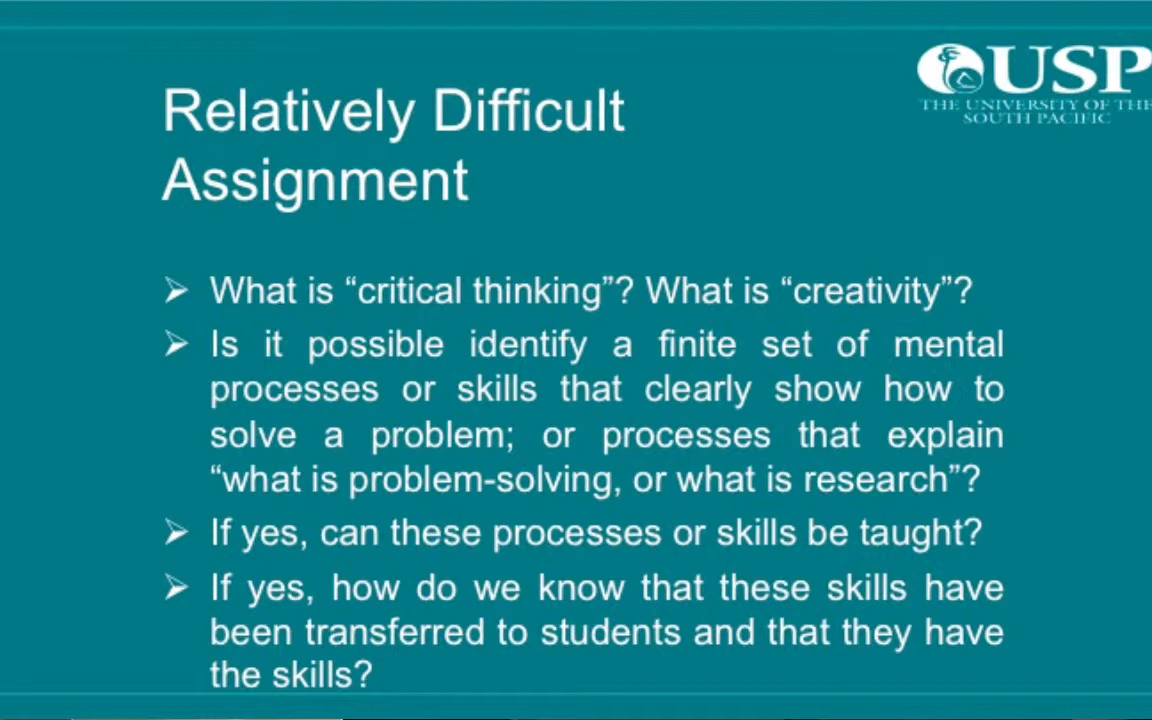 USP
THE UNIVERSITY OF THE
SOUTH PACIFIC
Relatively Difficult
Assignment
➢ What is “critical thinking”? What is “creativity”?
➢ Is it possible identify a finite set of mental
processes or skills that clearly show how to
solve a problem; or processes that explain
“what is problem-solving, or what is research”?
➢ If yes, can these processes or skills be taught?
➢ If yes, how do we know that these skills have
been transferred to students and that they have
the skills?